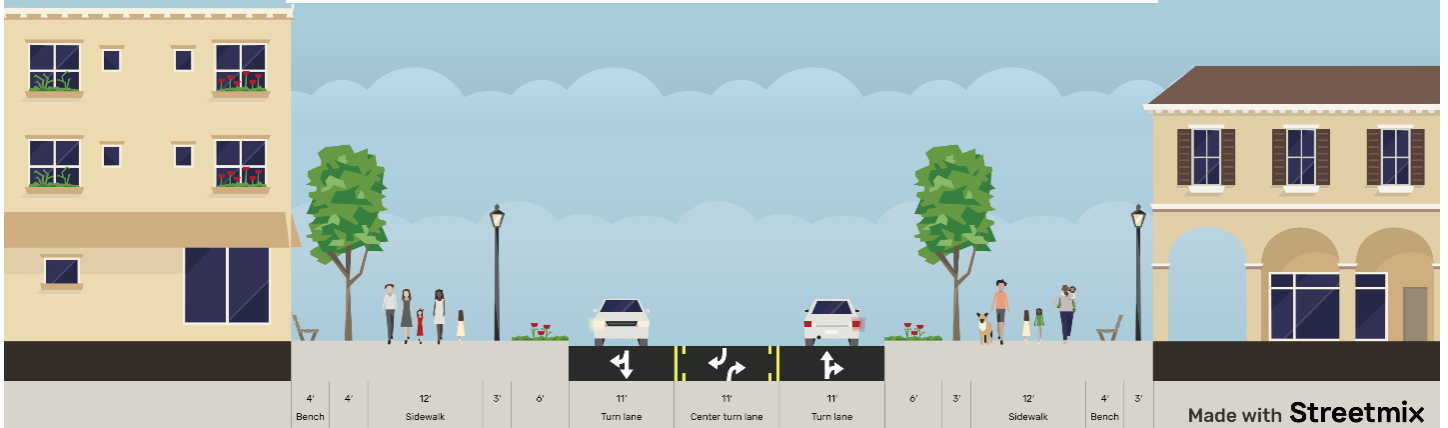 4' 4' 12' 3' 6' 11' 11' 11' 6' 3' 12' 4' 3'
Bench Sidewalk Turn lane Center turn lane Turn lane Sidewalk Bench
Made with Streetmix